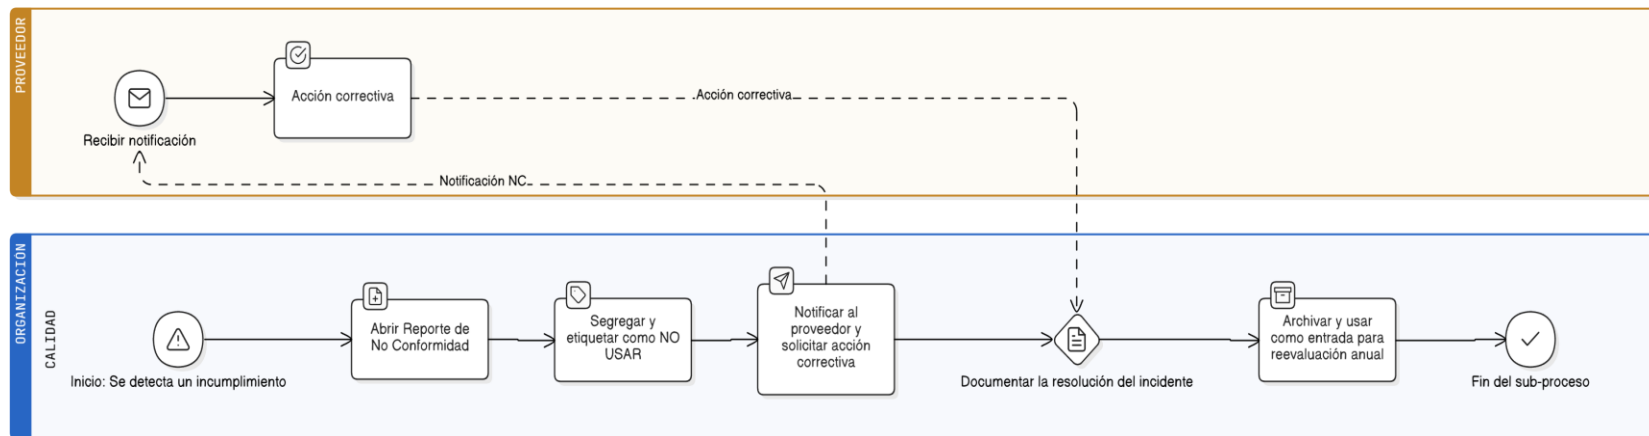 PROVEEDOR
Acción correctiva
Acción correctiva
Recibir notificación
Notificación NC
ORGANIZACIÓN
CALIDAD
Inicio: Se detecta un incumplimiento
Abrir Reporte de
No Conformidad
Segregar y
etiquetar como NO
USAR
Notificar al
proveedor y
solicitar acción
correctiva
Documentar la resolución del incidente
Archivar y usar
como entrada para
reevaluación anual
Fin del sub-proceso